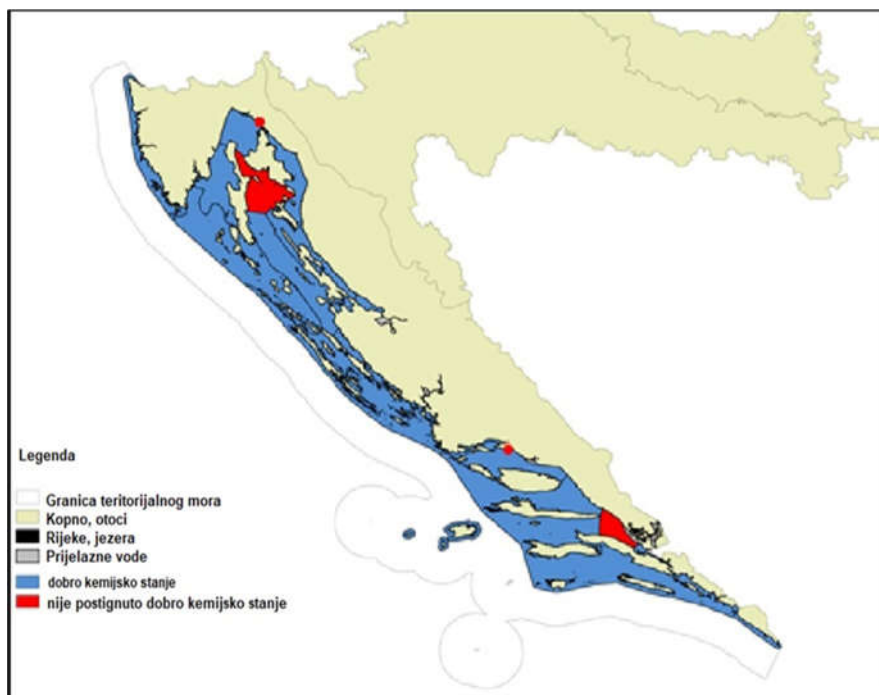 Legenda
Granica teritorijalnog mora
Kopno, otoci
Rijeke, jezera
Prijelazne vode
dobro kemijsko stanje
nije postignuto dobro kemijsko stanje